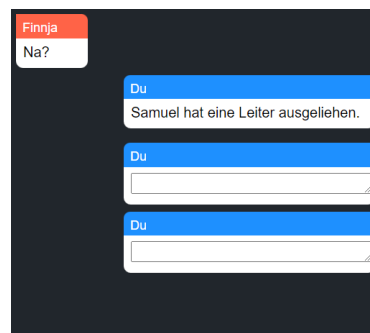 Finnja
Na?
Du
Samuel hat eine Leiter ausgeliehen.
Du
Du